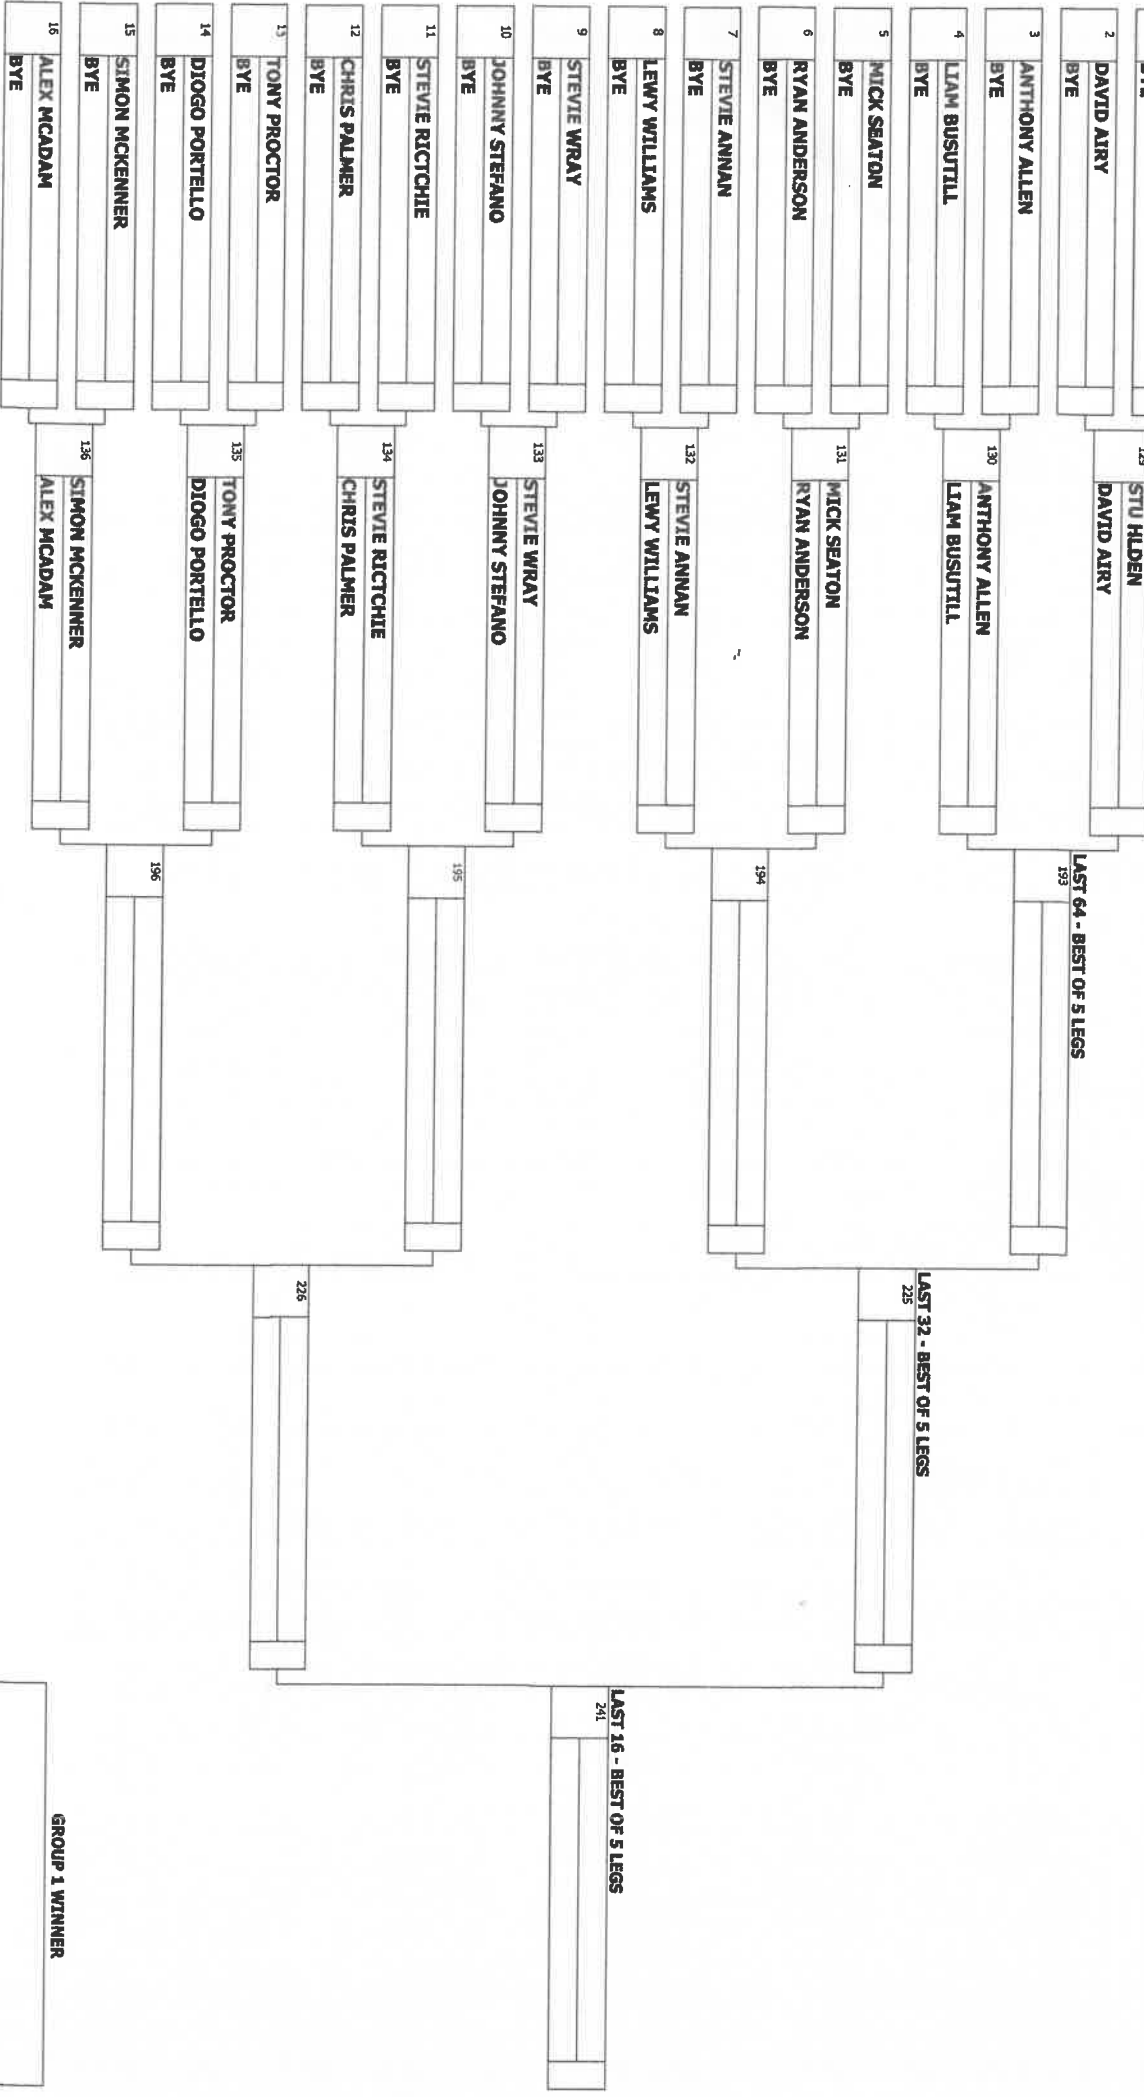 BYE
2
DAVID AIRY
BYE
3
ANTHONY ALLEN
BYE
4
LIAM BUSUTILL
BYE
5
MICK SEATON
BYE
6
RYAN ANDERSON
BYE
7
STEVIE ANNAN
BYE
8
LEWY WILLIAMS
BYE
9
STEVIE WRAY
BYE
10
JOHNNY STEFANO
BYE
11
STEVIE RICTCHIE
BYE
12
CHRIS PALMER
BYE
13
TONY PROCTOR
BYE
14
DIOGO PORTELLO
BYE
15
SIMON MCKENNER
BYE
16
ALEX MCADAM
BYE
129
STU HLDEN
DAVID AIRY
130
ANTHONY ALLEN
LIAM BUSUTILL
131
MICK SEATON
RYAN ANDERSON
132
STEVIE ANNAN
LEWY WILLIAMS
133
STEVIE WRAY
JOHNNY STEFANO
134
STEVIE RICTCHIE
CHRIS PALMER
135
TONY PROCTOR
DIOGO PORTELLO
136
SIMON MCKENNER
ALEX MCADAM
LAST 64 - BEST OF 5 LEGS
193
194
195
196
LAST 32 - BEST OF 5 LEGS
225
226
LAST 16 - BEST OF 5 LEGS
241
GROUP 1 WINNER